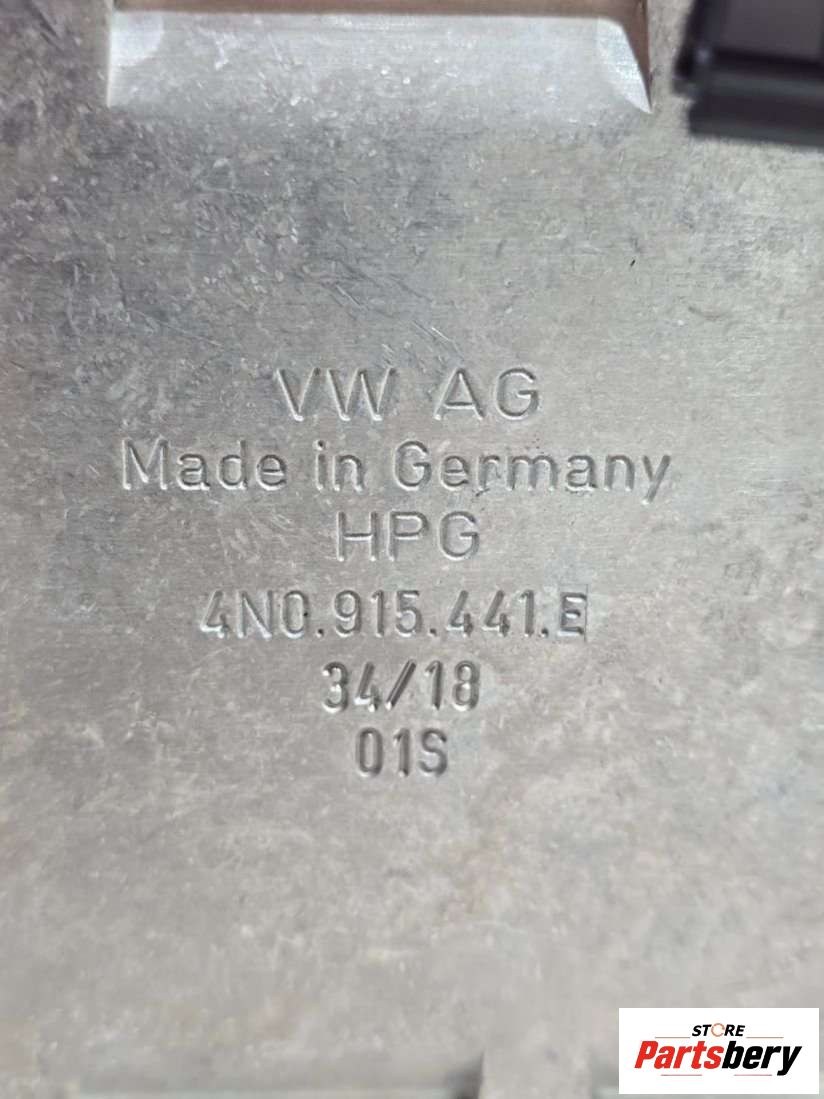 VW AG
Made in Germany
HPG
4N0.915.441.E
34/18
01S
STORE
Partsbery